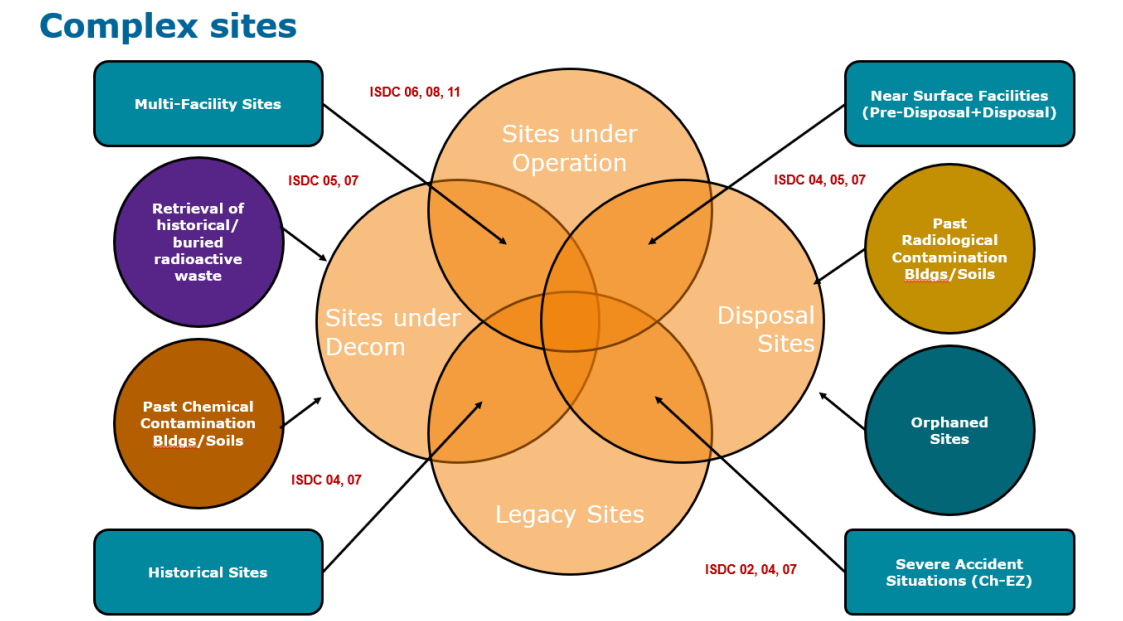 Complex sites
Multi-Facility Sites
ISDC 06, 08, 11
Near Surface Facilities
(Pre-Disposal+Disposal)
Sites under
Operation
ISDC 05, 07
ISDC 04, 05, 07
Retrieval of
historical/
buried
radioactive
waste
Past
Radiological
Contamination
Bldgs/Soils
Sites under
Decom
Disposal
Sites
Past Chemical
Contamination
Bldgs/Soils
Orphaned
Sites
ISDC 04, 07
Legacy Sites
Historical Sites
ISDC 02, 04, 07
Severe Accident
Situations (Ch-EZ)